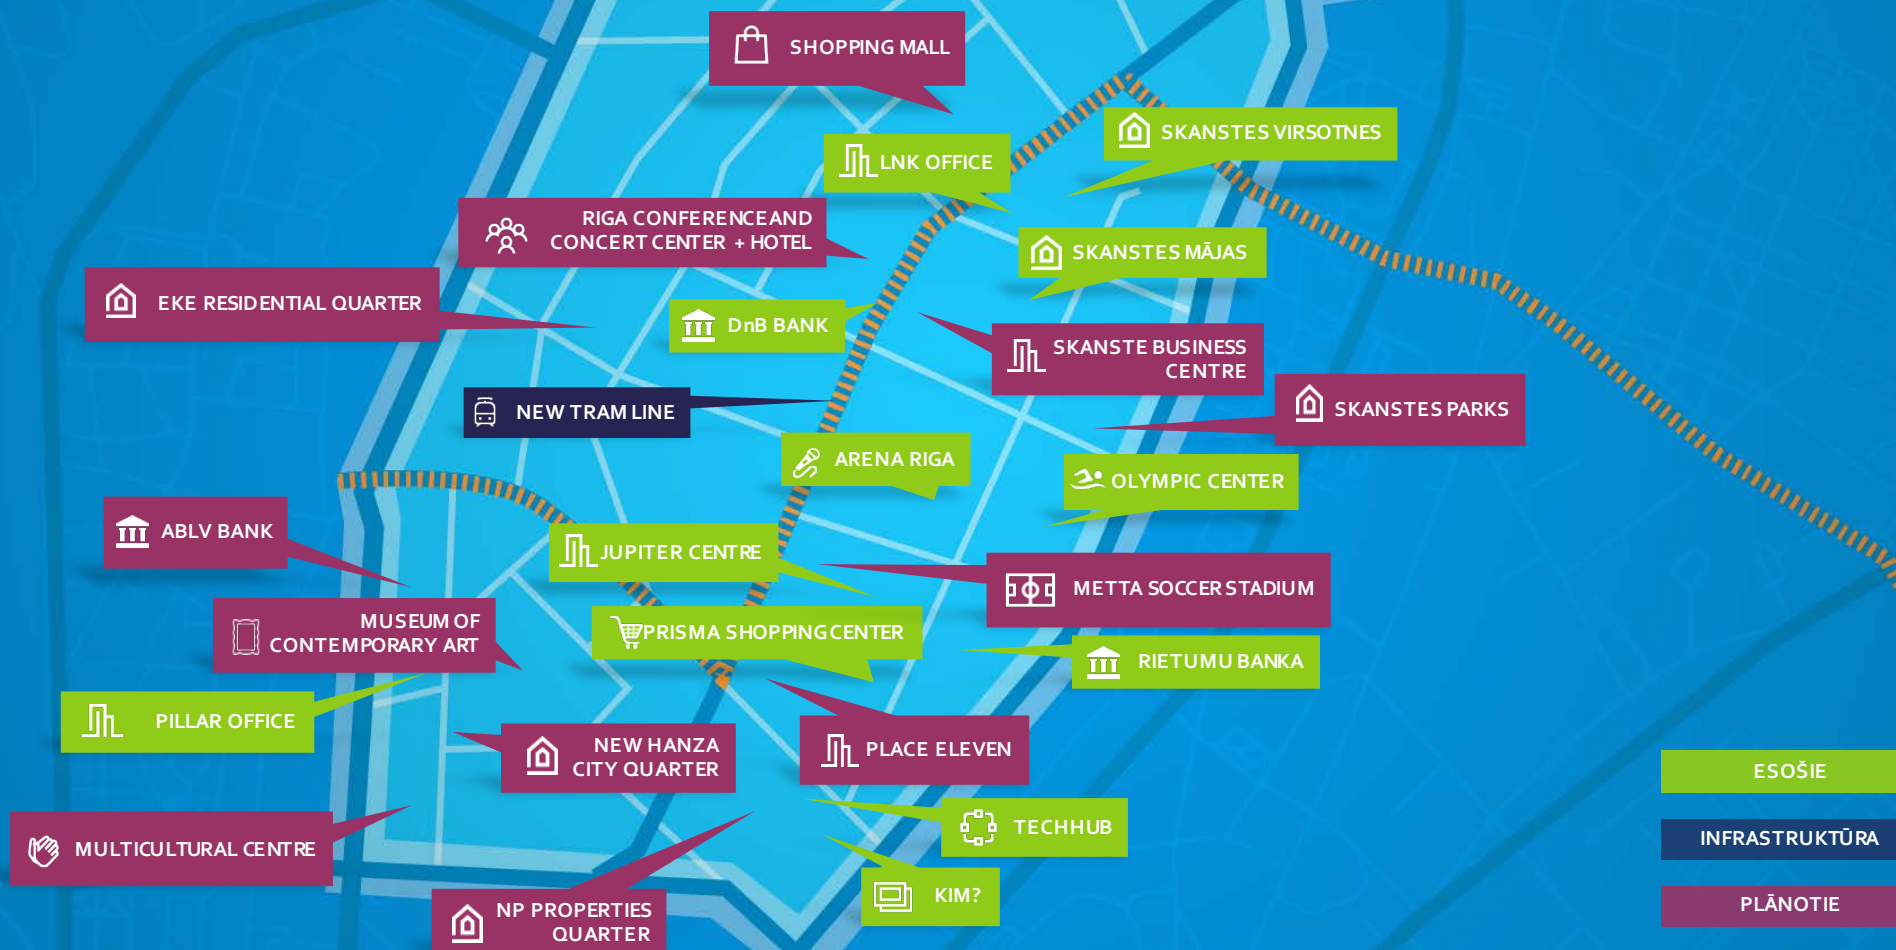 SHOPPING MALL
SKANSTES VIRSOTNES
LNK OFFICE
RIGA CONFERENCE AND
CONCERT CENTER + HOTEL
SKANSTES MĀJAS
EKE RESIDENTIAL QUARTER
DnB BANK
SKANSTE BUSINESS
CENTRE
NEW TRAM LINE
SKANSTES PARKS
ARENA RIGA
OLYMPIC CENTER
ABLV BANK
JUPITER CENTRE
METTA SOCCER STADIUM
MUSEUM OF
CONTEMPORARY ART
PRISMA SHOPPING CENTER
RIETUMU BANKA
PILLAR OFFICE
NEW HANZA
CITY QUARTER
PLACE ELEVEN
ESOŠIE
TECHHUB
INFRASTRUKTŪRA
MULTICULTURAL CENTRE
KIM?
PLĀNOTIE
NP PROPERTIES
QUARTER